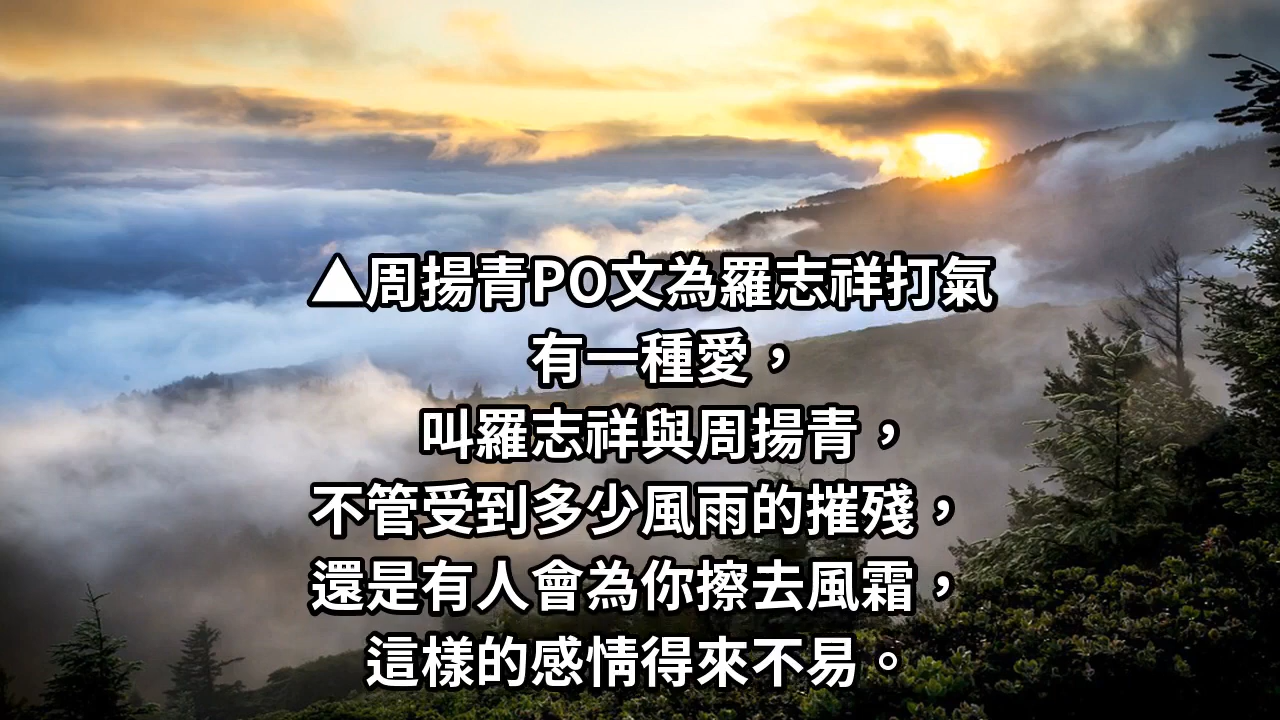 ▲周揚青PO文為羅志祥打氣
有一種愛，
叫羅志祥與周揚青，
不管受到多少風雨的摧殘，
還是有人會為你擦去風霜，
這樣的感情得來不易。